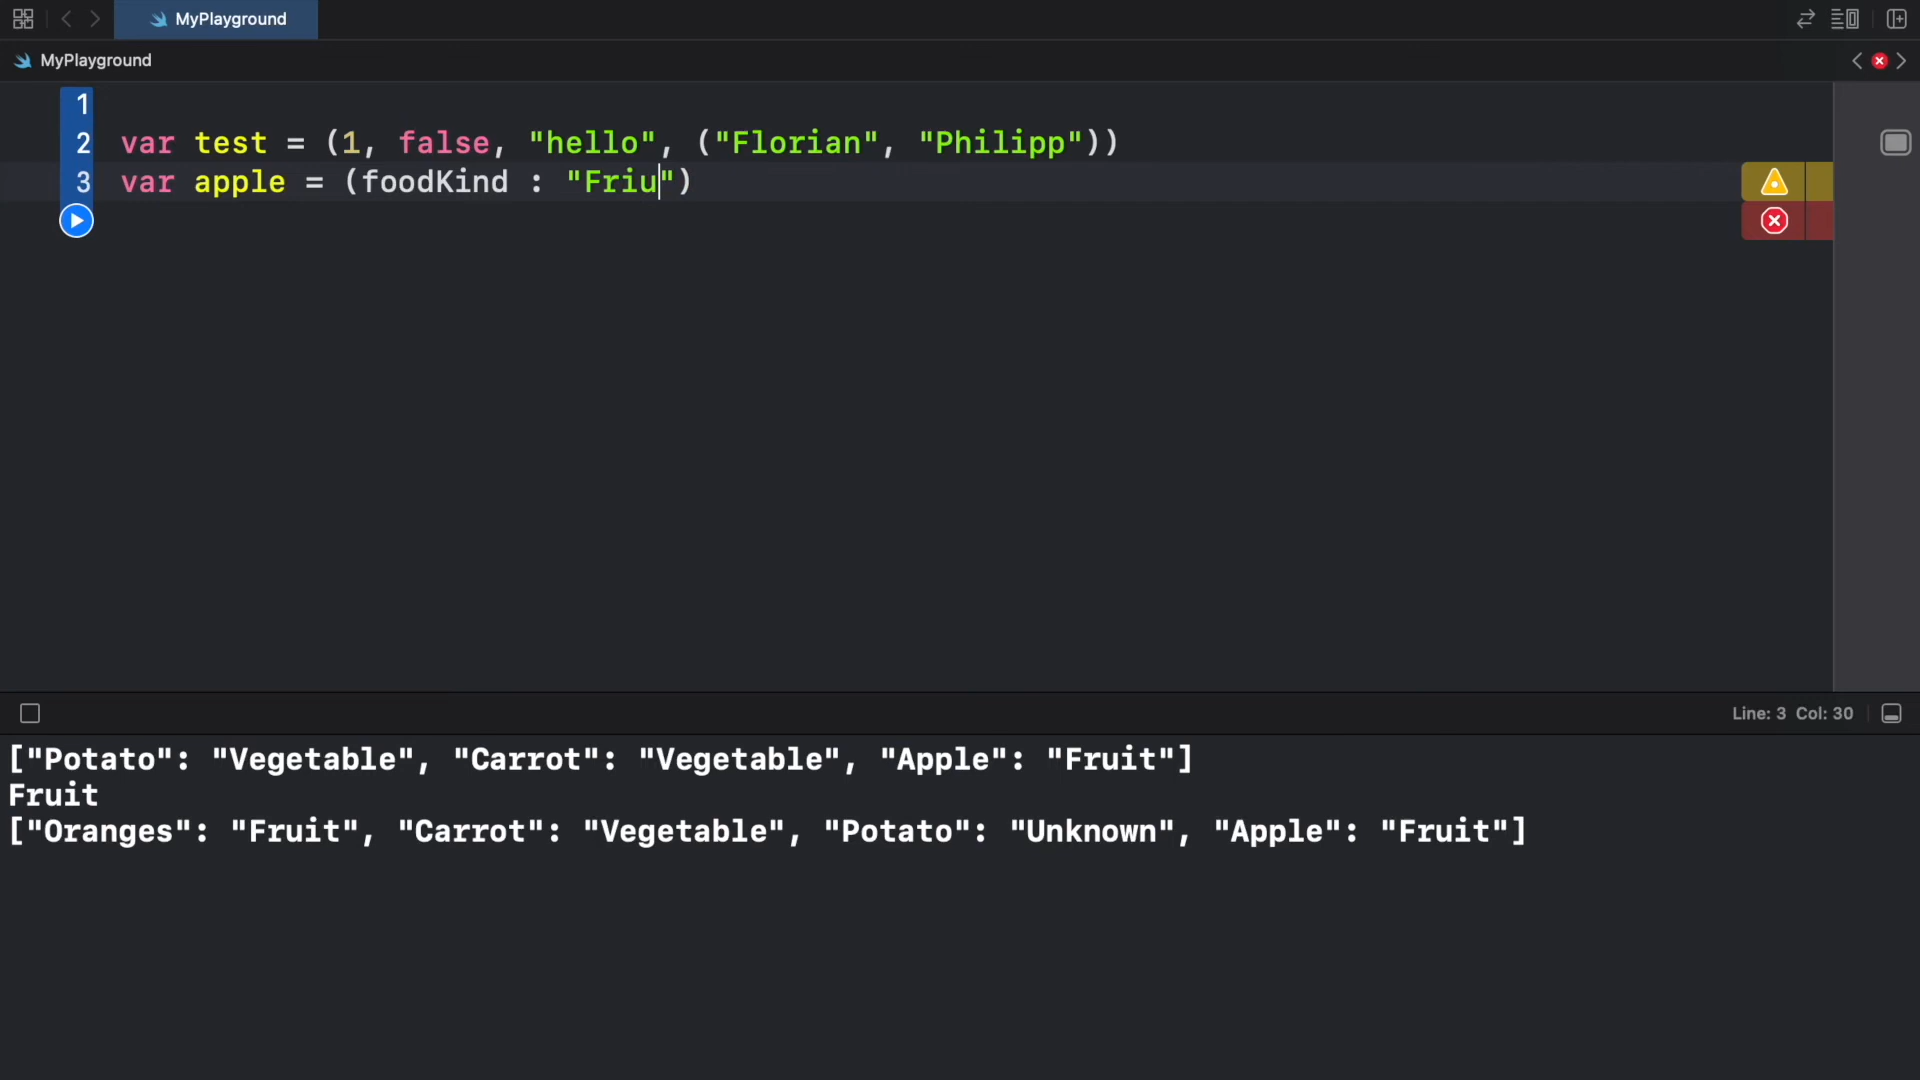 MyPlayground
MyPlayground
1
2 var test = (1, false, "hello", ("Florian", "Philipp"))
3 var apple = (foodKind : "Friu")
Line: 3 Col: 30
["Potato": "Vegetable", "Carrot": "Vegetable", "Apple": "Fruit"]
Fruit
["Oranges": "Fruit", "Carrot": "Vegetable", "Potato": "Unknown", "Apple": "Fruit"]